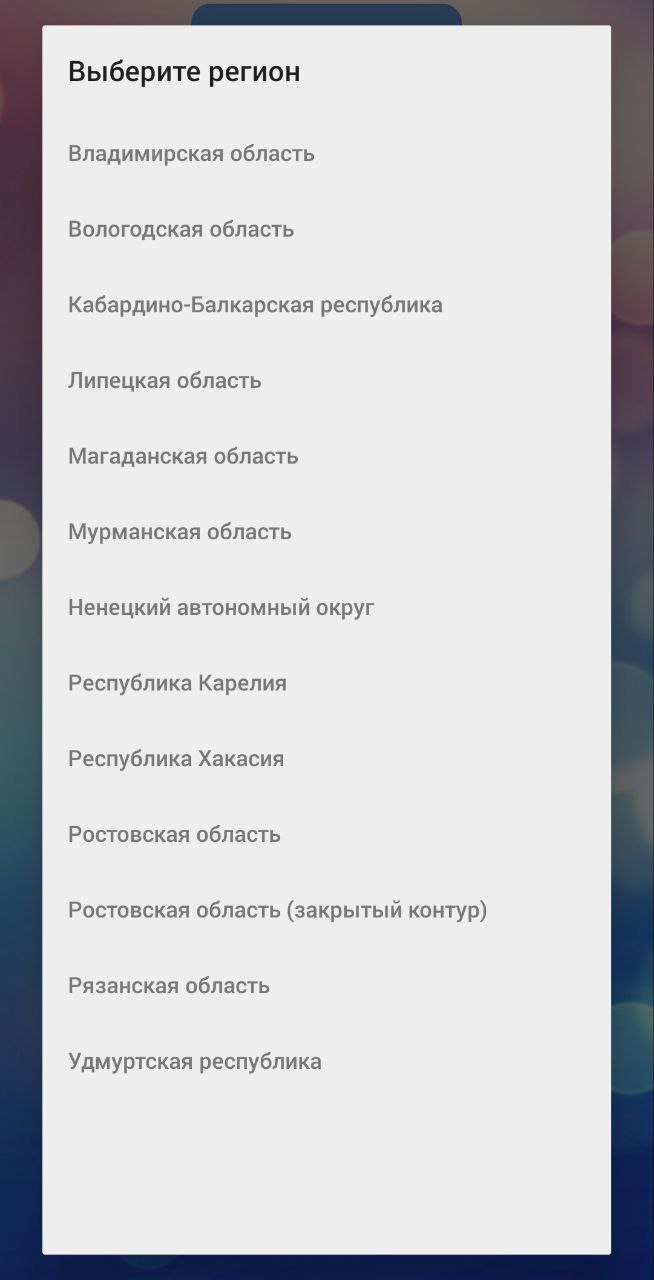 Выберите регион
Владимирская область
Вологодская область
Кабардино-Балкарская республика
Липецкая область
Магаданская область
Мурманская область
Ненецкий автономный округ
Республика Карелия
Республика Хакасия
Ростовская область
Ростовская область (закрытый контур)
Рязанская область
Удмуртская республика